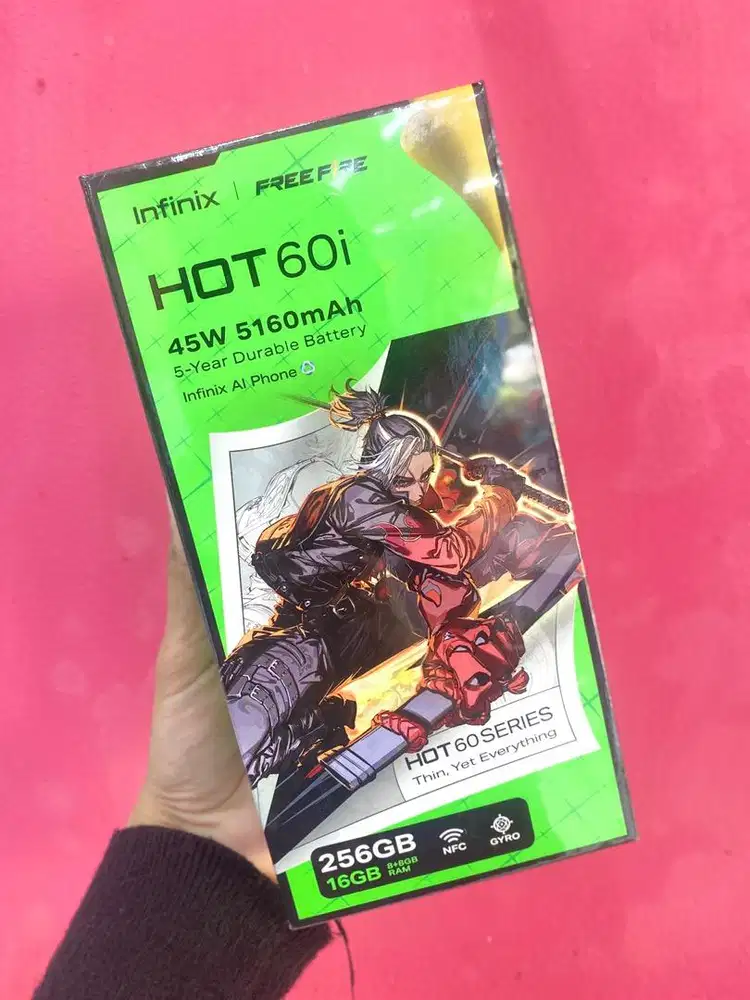 Infinix | FREE FIRE
HOT 60i
45W 5160mAh
5-Year Durable Battery
Infinix AI Phone
HOT 60 SERIES
Thin, Yet Everything
256GB
16GB 8+8GB RAM
NFC
GYRO